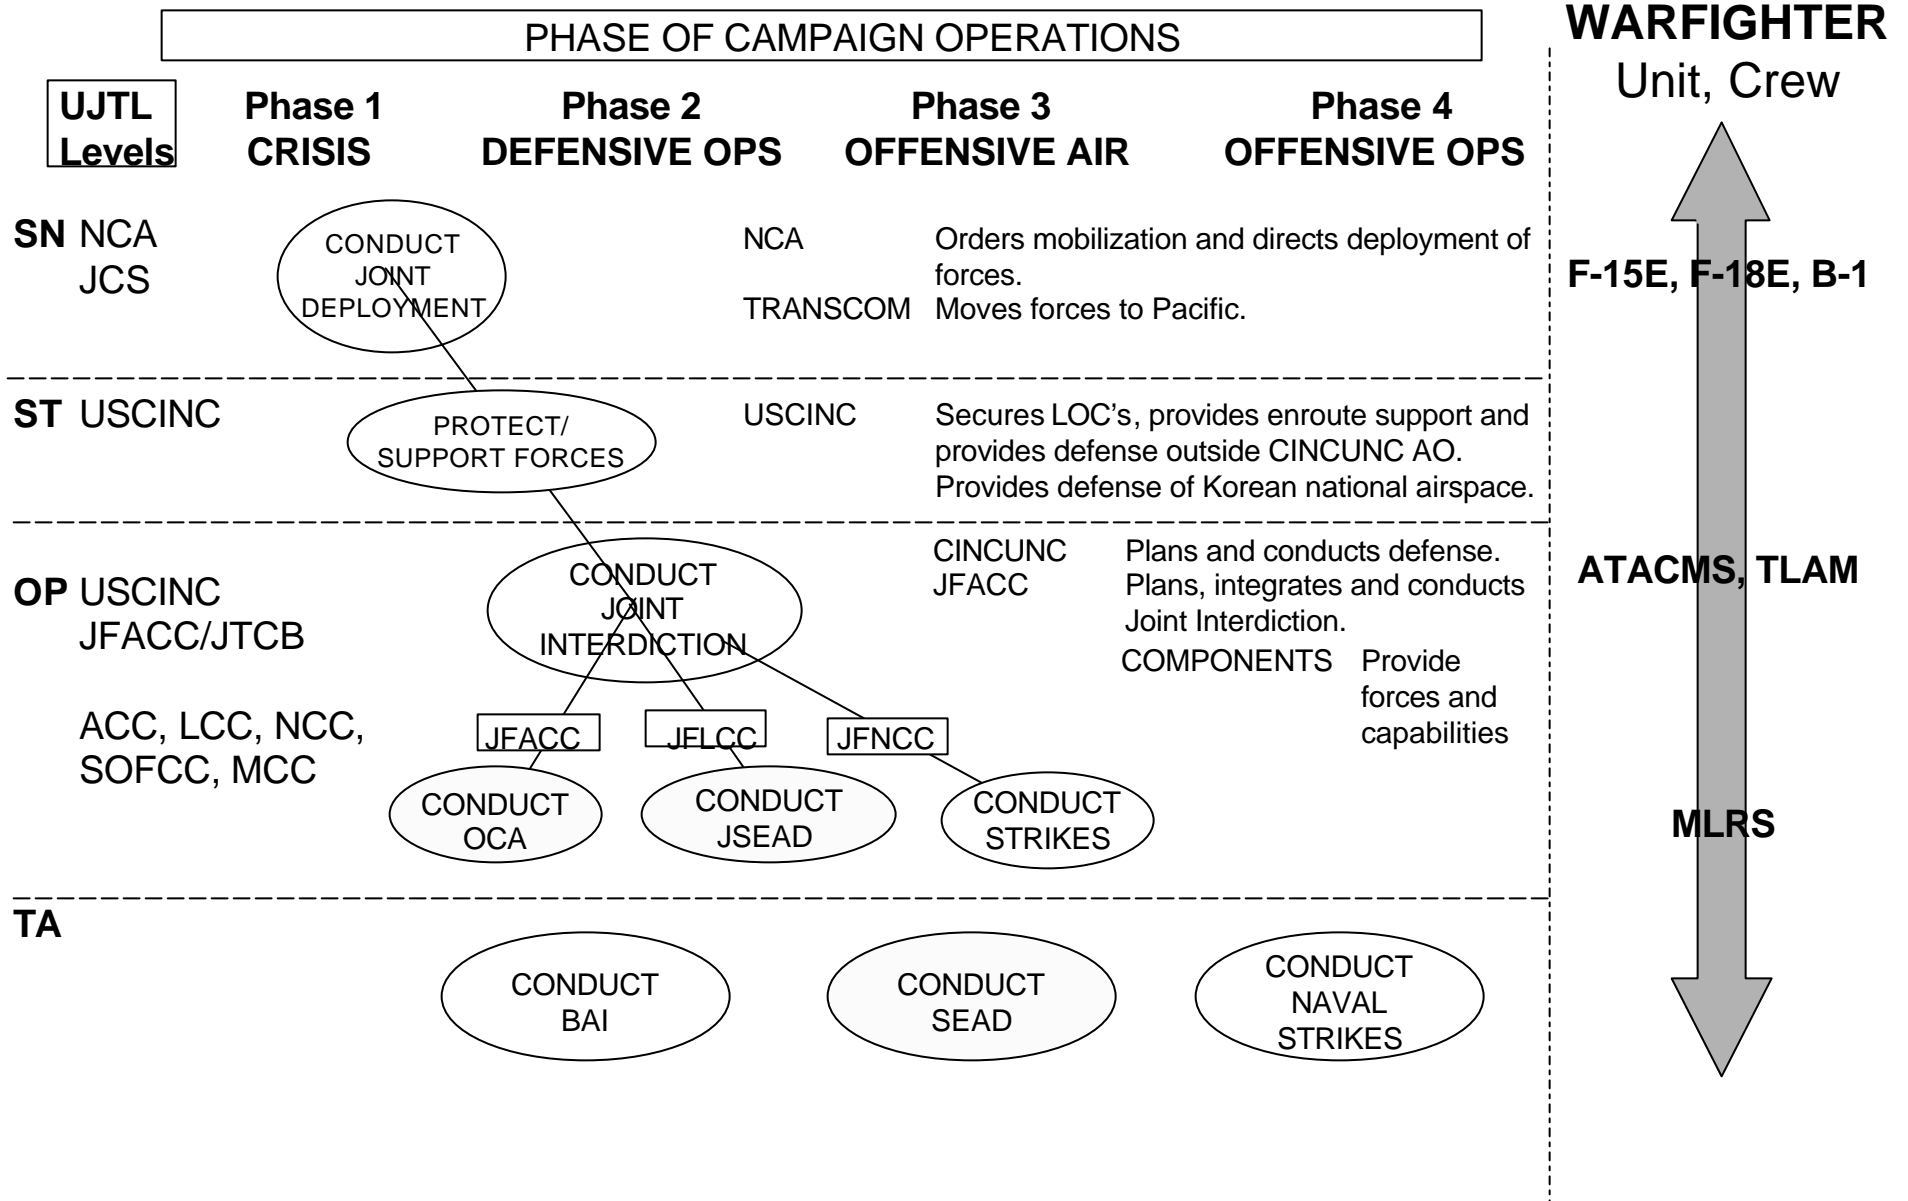 PHASE OF CAMPAIGN OPERATIONS
WARFIGHTER
Unit, Crew
UJTL
Levels
Phase 1
CRISIS
Phase 2
DEFENSIVE OPS
Phase 3
OFFENSIVE AIR
Phase 4
OFFENSIVE OPS
SN NCA
JCS
CONDUCT
JOINT
DEPLOYMENT
NCA Orders mobilization and directs deployment of
forces.
TRANSCOM Moves forces to Pacific.
F-15E, F-18E, B-1
ST USCINC
PROTECT/
SUPPORT FORCES
USCINC Secures LOC's, provides enroute support and
provides defense outside CINCUNC AO.
Provides defense of Korean national airspace.
OP USCINC
JFACC/JTCB
ACC, LCC, NCC,
SOFCC, MCC
CONDUCT
JOINT
INTERDICTION
CINCUNC Plans and conducts defense.
JFACC Plans, integrates and conducts
Joint Interdiction.
COMPONENTS Provide
forces and
capabilities
ATACMS, TLAM
JFACC
JFLCC
JFNCC
CONDUCT
OCA
CONDUCT
JSEAD
CONDUCT
STRIKES
MLRS
TA
CONDUCT
BAI
CONDUCT
SEAD
CONDUCT
NAVAL
STRIKES